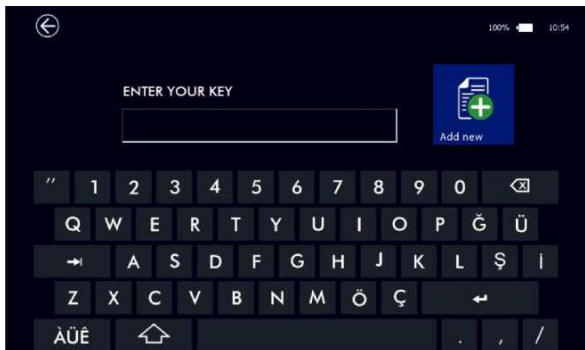 100% 10:54
ENTER YOUR KEY
Add new
" 1 2 3 4 5 6 7 8 9 0
Q W E R T Y U I O P Ğ Ü
A S D F G H J K L Ş İ
Z X C V B N M Ö Ç
ÀÜÊ . , /